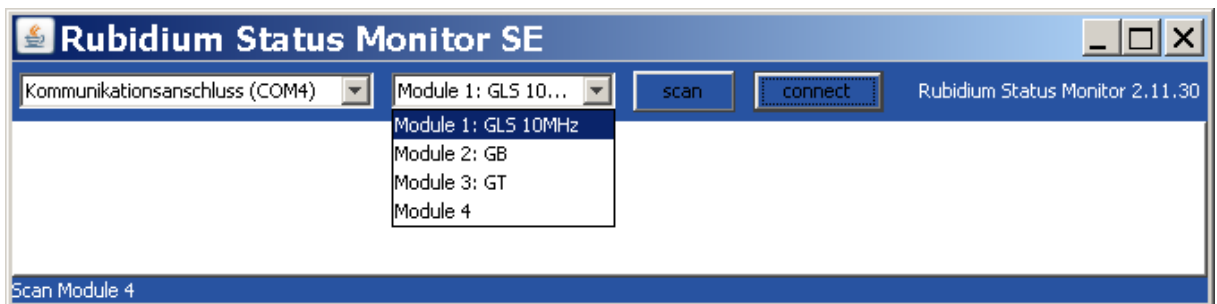 Rubidium Status Monitor SE
Kommunikationsanschluss (COM4) Module 1: GLS 10... scan connect Rubidium Status Monitor 2.11.30
Module 1: GLS 10MHz
Module 2: GB
Module 3: GT
Module 4
Scan Module 4